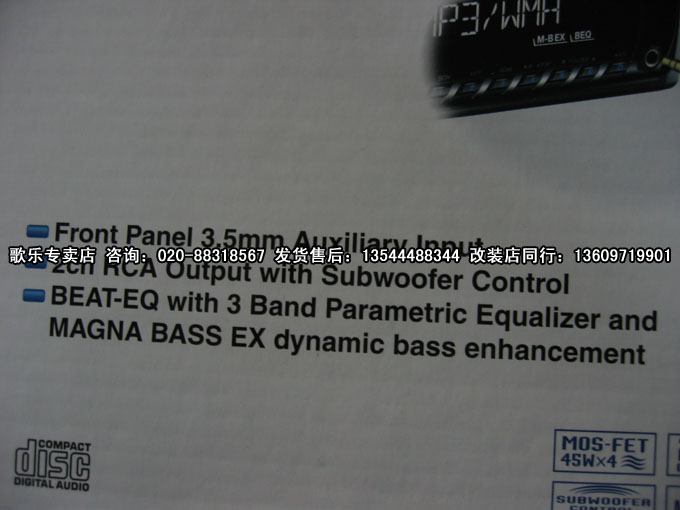 MP3/WMA
M-BEX BEQ
Front Panel 3.5mm Auxiliary Input
歌乐专卖店 咨询：020-88318567 发货售后：13544488344 改装店同行：13609719901
2ch RCA Output with Subwoofer Control
BEAT-EQ with 3 Band Parametric Equalizer and
MAGNA BASS EX dynamic bass enhancement
COMPACT
disc
DIGITAL AUDIO
MOS-FET
45W×4
SUBWOOFER
CONTROL